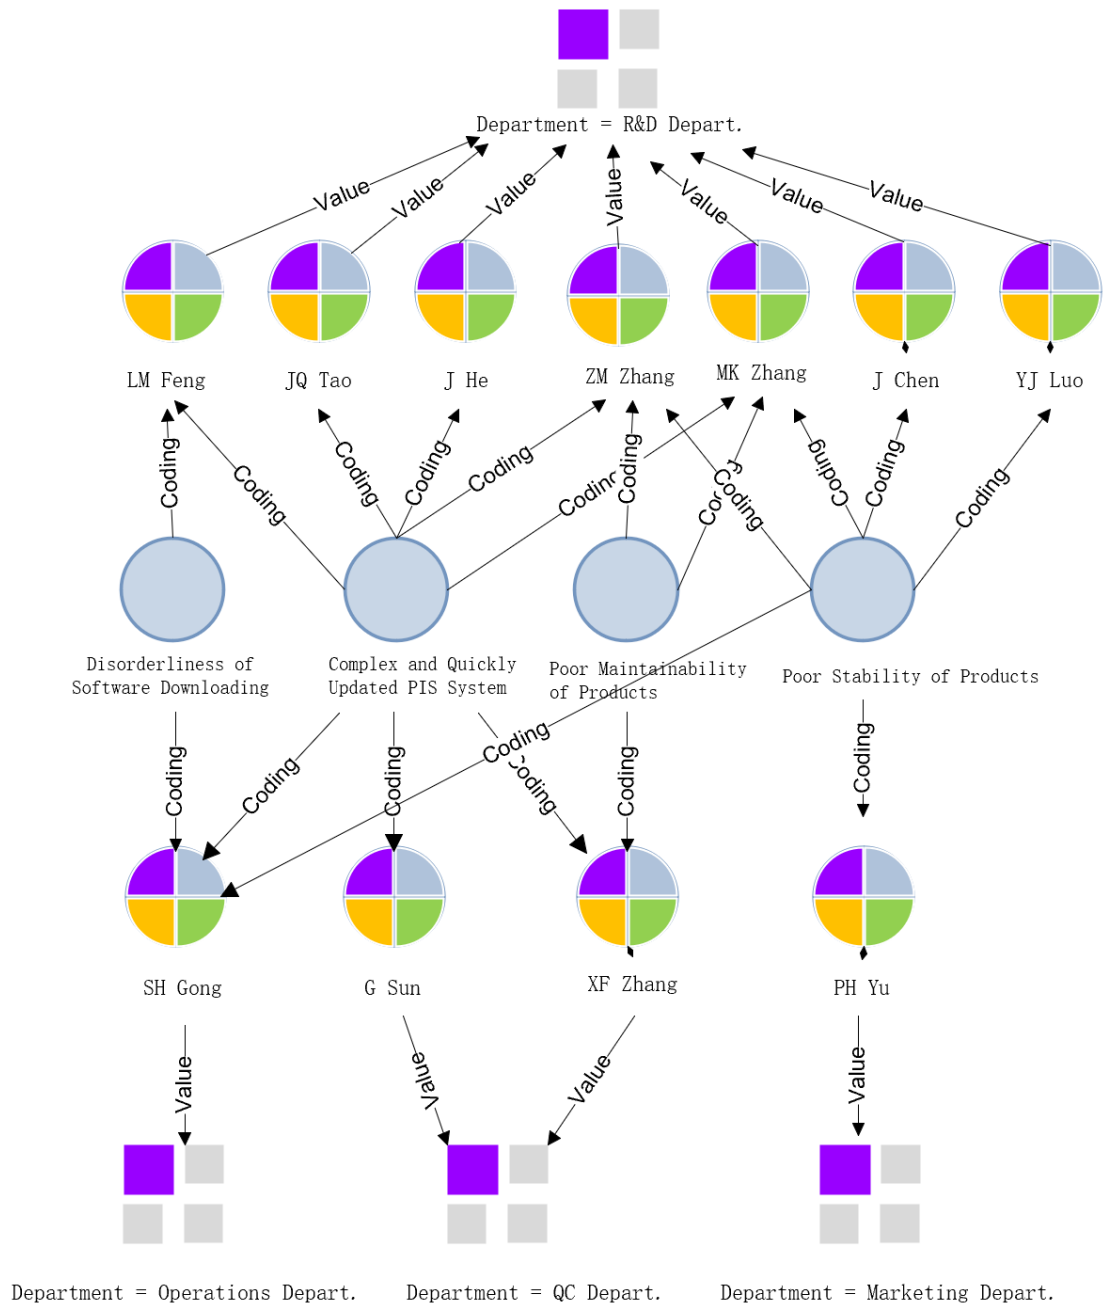 Department = R&D Depart.
Value
Value
Value
Value
Value
Value
Value
LM Feng
JQ Tao
J He
ZM Zhang
MK Zhang
J Chen
YJ Luo
Coding
Coding
Coding
Coding
Coding
Coding
Coding
Coding
Coding
Coding
Coding
Coding
Disorderliness of
Software Downloading
Complex and Quickly
Updated PIS System
Poor Maintainability
of Products
Poor Stability of Products
Coding
Coding
Coding
Coding
Coding
Coding
Coding
SH Gong
G Sun
XF Zhang
PH Yu
Value
Value
Value
Value
Department = Operations Depart.
Department = QC Depart.
Department = Marketing Depart.